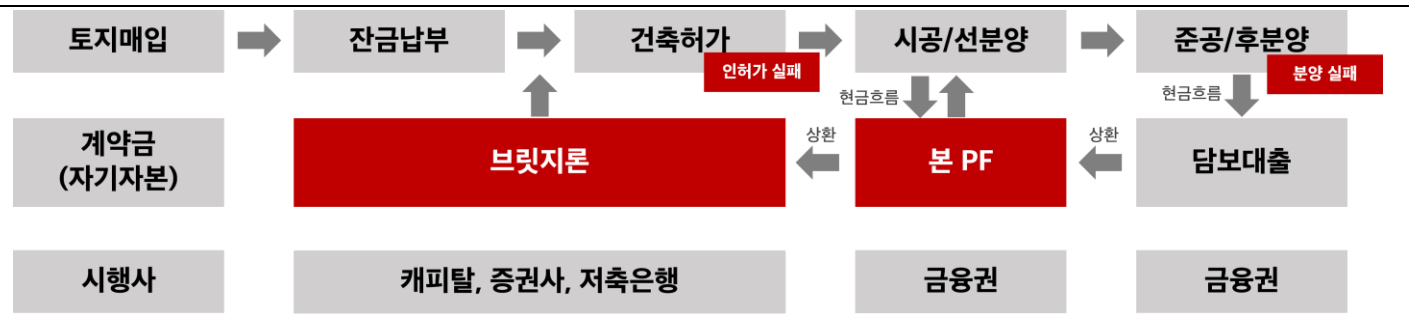 토지매입
잔금납부
건축허가
시공/선분양
준공/후분양
인허가 실패
분양 실패
현금흐름
현금흐름
계약금
(자기자본)
브릿지론
상환
본 PF
상환
담보대출
시행사
캐피탈, 증권사, 저축은행
금융권
금융권